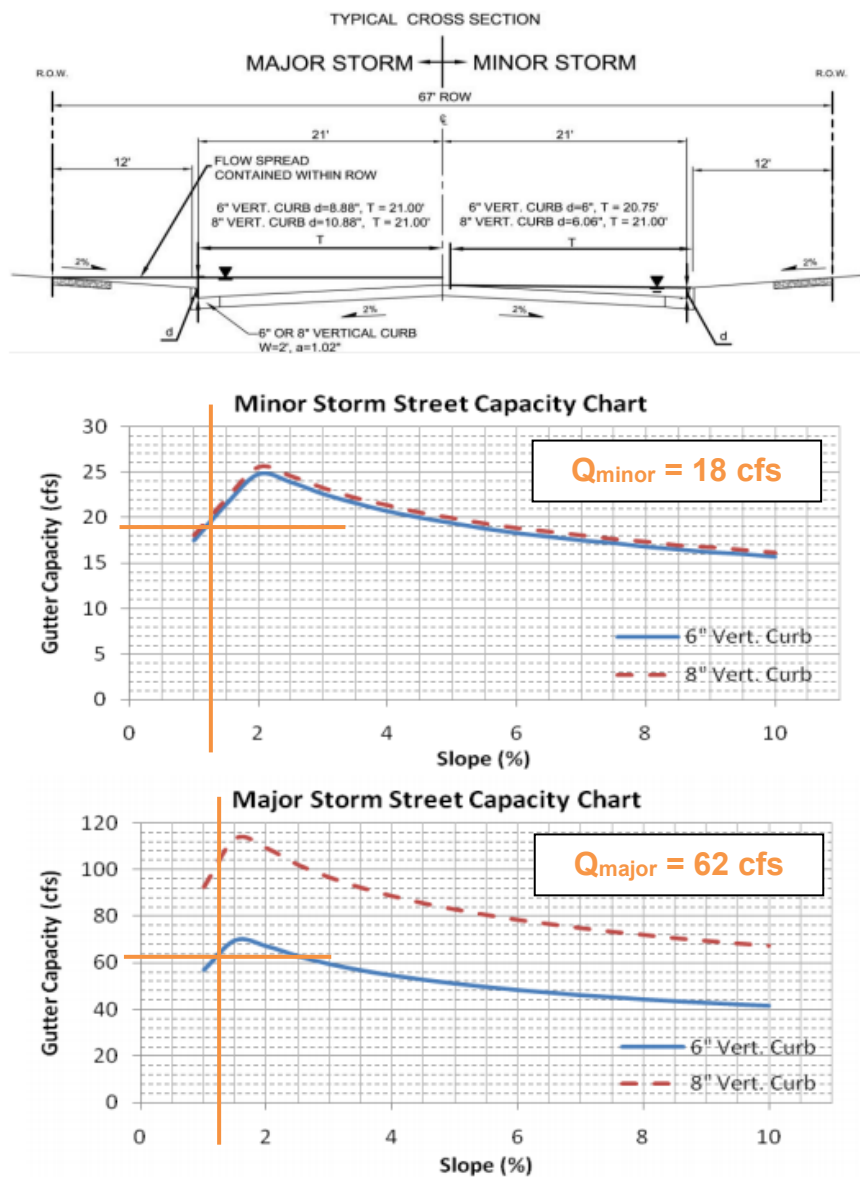 TYPICAL CROSS SECTION
MAJOR STORM MINOR STORM
R.O.W. R.O.W.
67' ROW
℄
21' 21'
12' 12'
FLOW SPREAD
CONTAINED WITHIN ROW
6" VERT. CURB d=8.88", T = 21.00'
8" VERT. CURB d=10.88", T = 21.00'
6" VERT. CURB d=6", T = 20.75'
8" VERT. CURB d=6.06", T = 21.00'
T T
2% 2%
2% 2%
d d
6" OR 8" VERTICAL CURB
W=2', a=1.02"
Minor Storm Street Capacity Chart
Qminor = 18 cfs
Gutter Capacity (cfs)
30
25
20
15
10
5
0
6" Vert. Curb
8" Vert. Curb
0 2 4 6 8 10
Slope (%)
Major Storm Street Capacity Chart
Qmajor = 62 cfs
Gutter Capacity (cfs)
120
100
80
60
40
20
0
6" Vert. Curb
8" Vert. Curb
0 2 4 6 8 10
Slope (%)